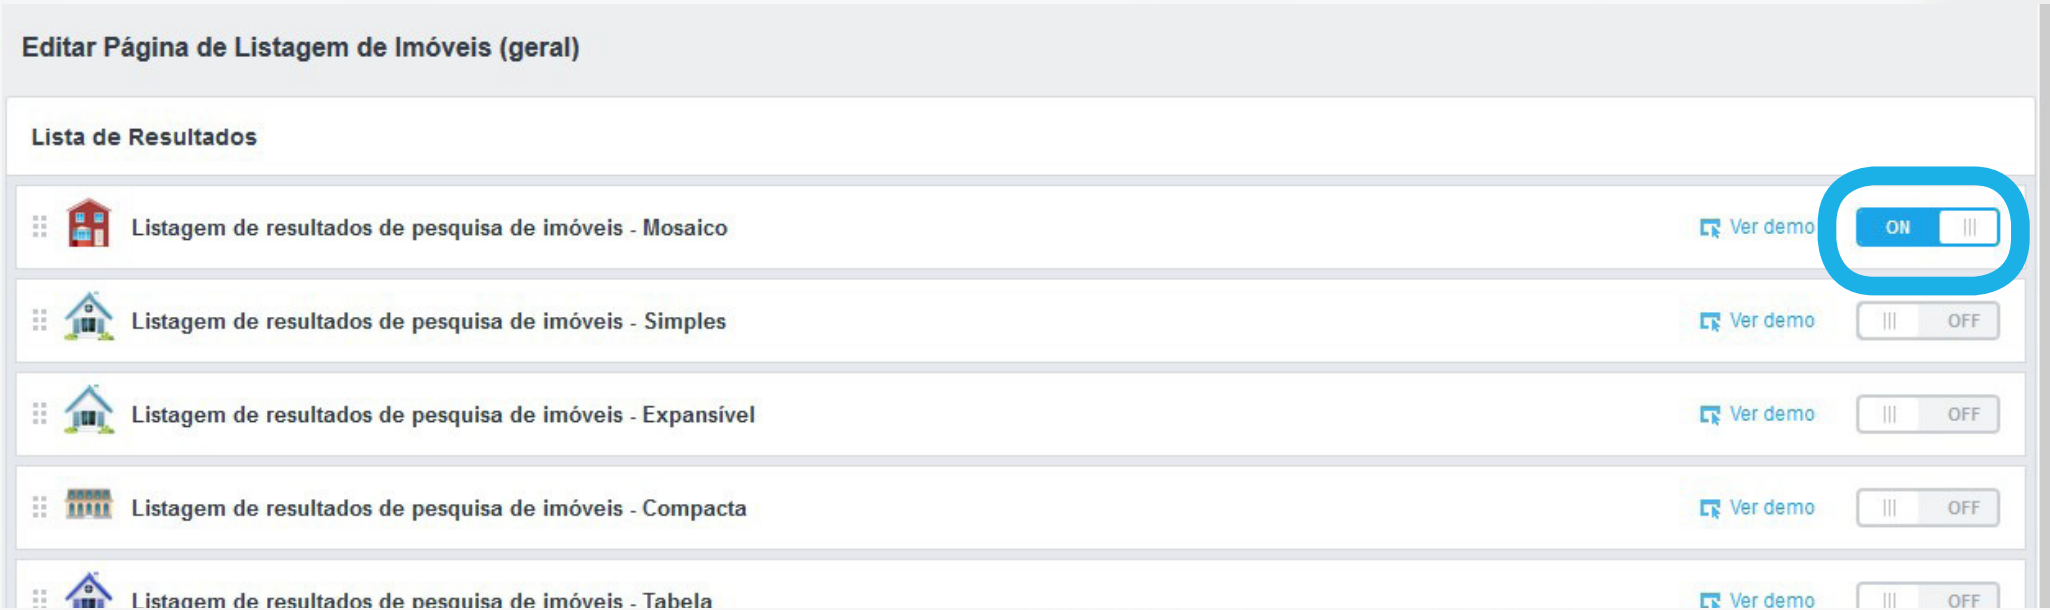 Editar Página de Listagem de Imóveis (geral)
Lista de Resultados
Listagem de resultados de pesquisa de imóveis - Mosaico Ver demo ON
Listagem de resultados de pesquisa de imóveis - Simples Ver demo OFF
Listagem de resultados de pesquisa de imóveis - Expansível Ver demo OFF
Listagem de resultados de pesquisa de imóveis - Compacta Ver demo OFF
Listagem de resultados de pesquisa de imóveis - Tabela Ver demo OFF